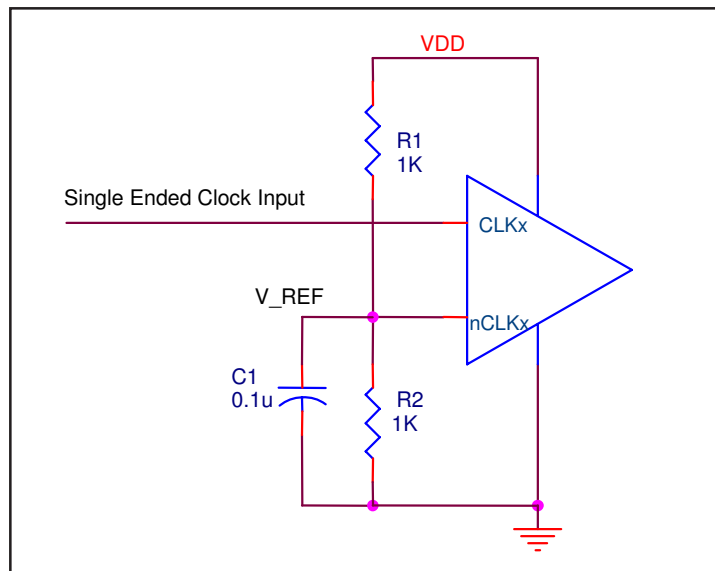 VDD
R1
1K
Single Ended Clock Input
CLKx
V_REF
nCLKx
C1
0.1u
R2
1K